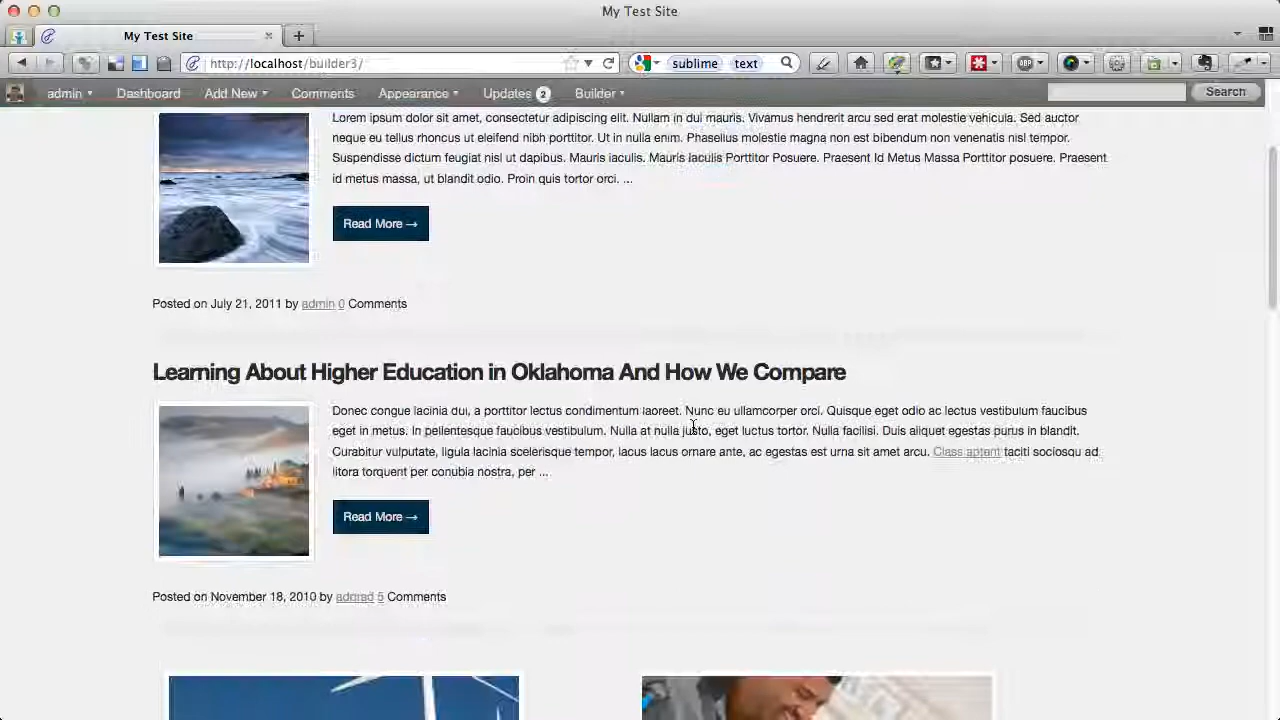 My Test Site
My Test Site
http://localhost/builder3/
sublime text
admin Dashboard Add New Comments Appearance Updates 2 Builder Search
Lorem ipsum dolor sit amet, consectetur adipiscing elit. Nullam in dui mauris. Vivamus hendrerit arcu sed erat molestie vehicula. Sed auctor
neque eu tellus rhoncus ut eleifend nibh porttitor. Ut in nulla enim. Phasellus molestie magna non est bibendum non venenatis nisl tempor.
Suspendisse dictum feugiat nisl ut dapibus. Mauris iaculis. Mauris Iaculis Porttitor Posuere. Praesent Id Metus Massa Porttitor posuere. Praesent
id metus massa, ut blandit odio. Proin quis tortor orci. ...
Read More →
Posted on July 21, 2011 by admin 0 Comments
Learning About Higher Education in Oklahoma And How We Compare
Donec congue lacinia dui, a porttitor lectus condimentum laoreet. Nunc eu ullamcorper orci. Quisque eget odio ac lectus vestibulum faucibus
eget in metus. In pellentesque faucibus vestibulum. Nulla at nulla justo, eget luctus tortor. Nulla facilisi. Duis aliquet egestas purus in blandit.
Curabitur vulputate, ligula lacinia scelerisque tempor, lacus lacus ornare ante, ac egestas est urna sit amet arcu. Class aptent taciti sociosqu ad
litora torquent per conubia nostra, per ...
Read More →
Posted on November 18, 2010 by 5 Comments